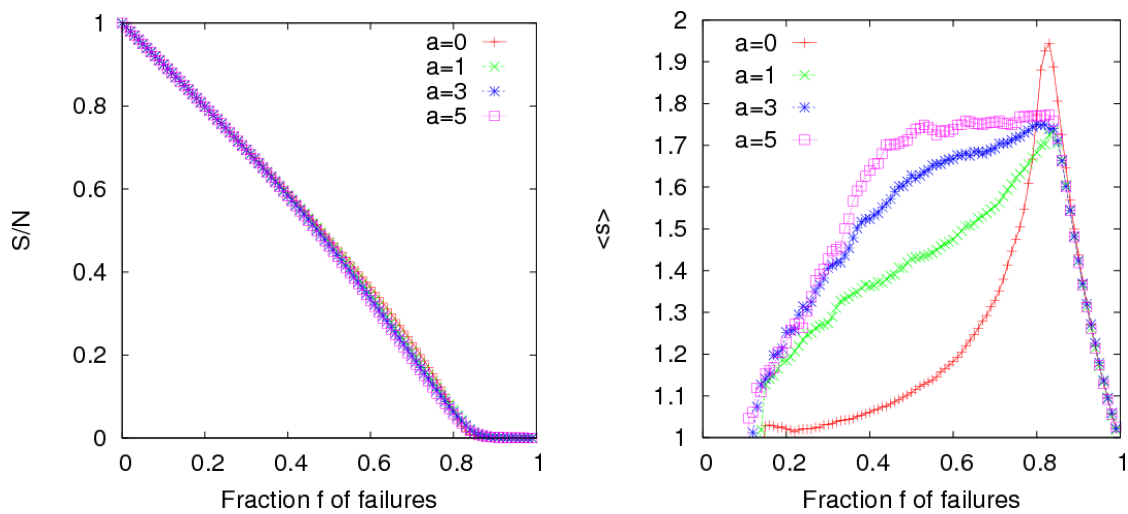 1
0.8
0.6
0.4
0.2
0
S/N
a=0
a=1
a=3
a=5
0 0.2 0.4 0.6 0.8 1
Fraction f of failures
2
1.9
1.8
1.7
1.6
1.5
1.4
1.3
1.2
1.1
1
<s>
a=0
a=1
a=3
a=5
0 0.2 0.4 0.6 0.8 1
Fraction f of failures